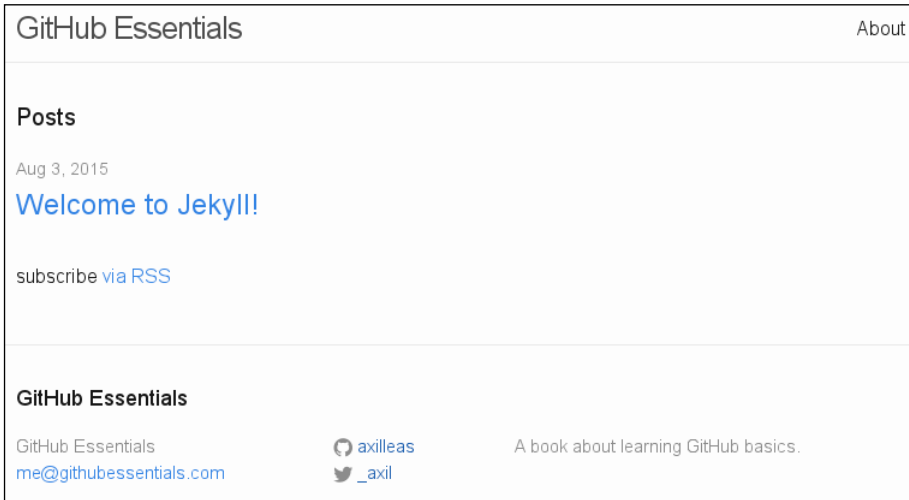 GitHub Essentials
About
Posts
Aug 3, 2015
Welcome to Jekyll!
subscribe via RSS
GitHub Essentials
GitHub Essentials
me@githubessentials.com
axilleas
_axil
A book about learning GitHub basics.